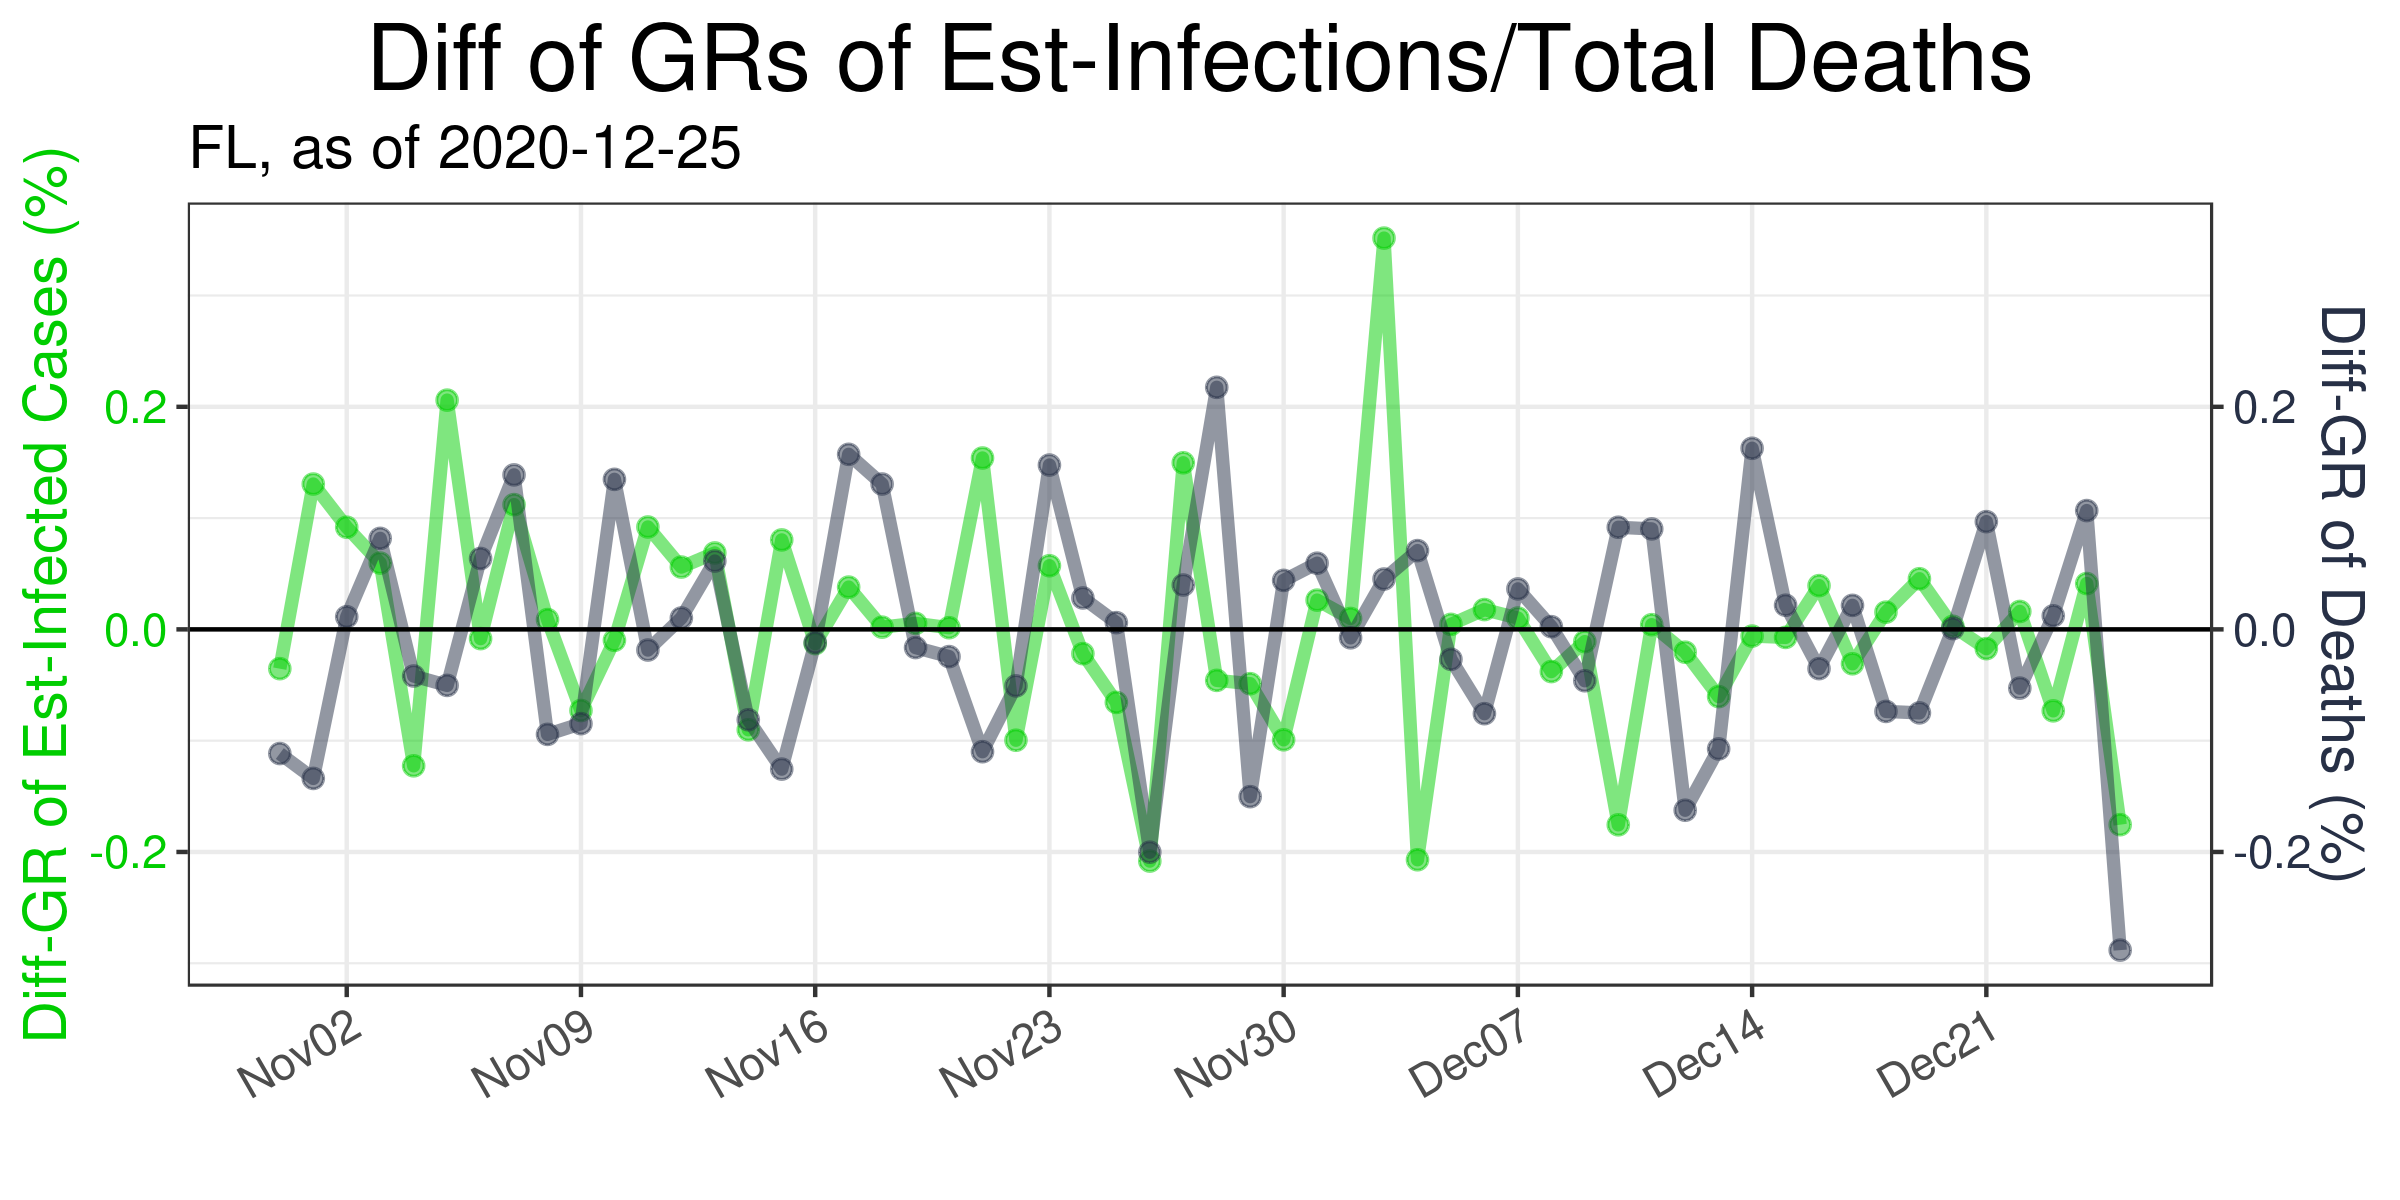 Diff of GRs of Est-Infections/Total Deaths
FL, as of 2020-12-25
Diff-GR of Est-Infected Cases (%)
0.2
0.0
-0.2
0.2
0.0
-0.2
Diff-GR of Deaths (%)
Nov02
Nov09
Nov16
Nov23
Nov30
Dec07
Dec14
Dec21